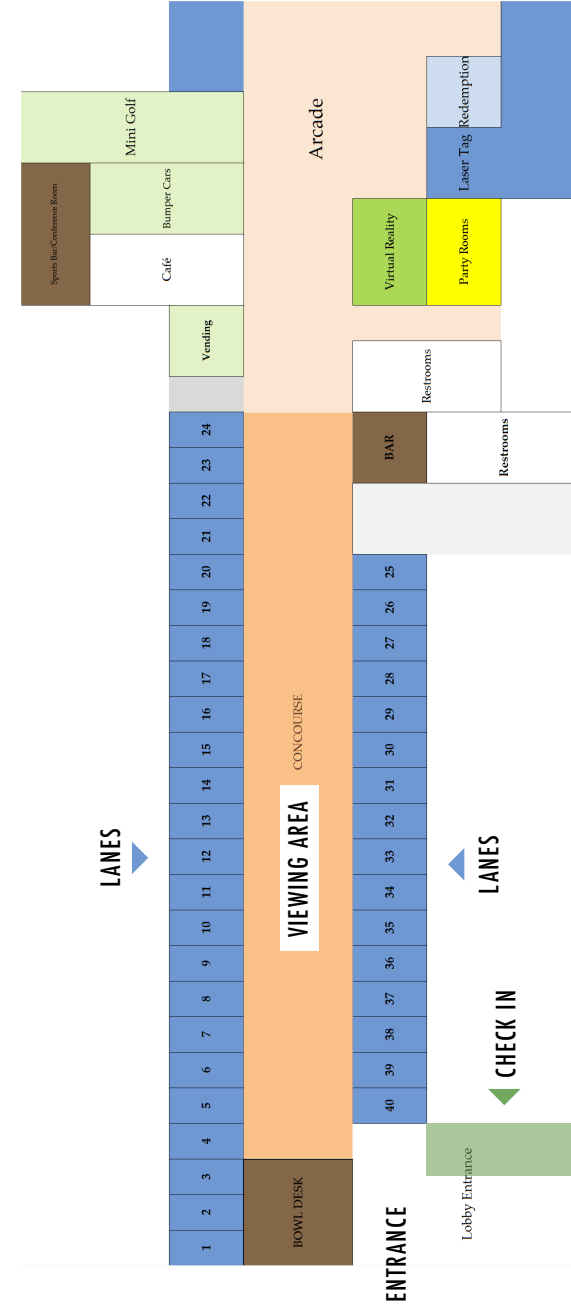 Mini Golf
Arcade
Laser Tag
Redemption
Sports Bar/Conference Room
Bumper Cars
Café
Virtual Reality
Party Rooms
Vending
Restrooms
BAR
Restrooms
24
23
22
21
20
19
18
17
16
15
14
13
12
11
10
9
8
7
6
5
4
3
2
1
25
26
27
28
29
30
31
32
33
34
35
36
37
38
39
40
CONCOURSE
VIEWING AREA
LANES
LANES
CHECK IN
BOWL DESK
Lobby Entrance
ENTRANCE